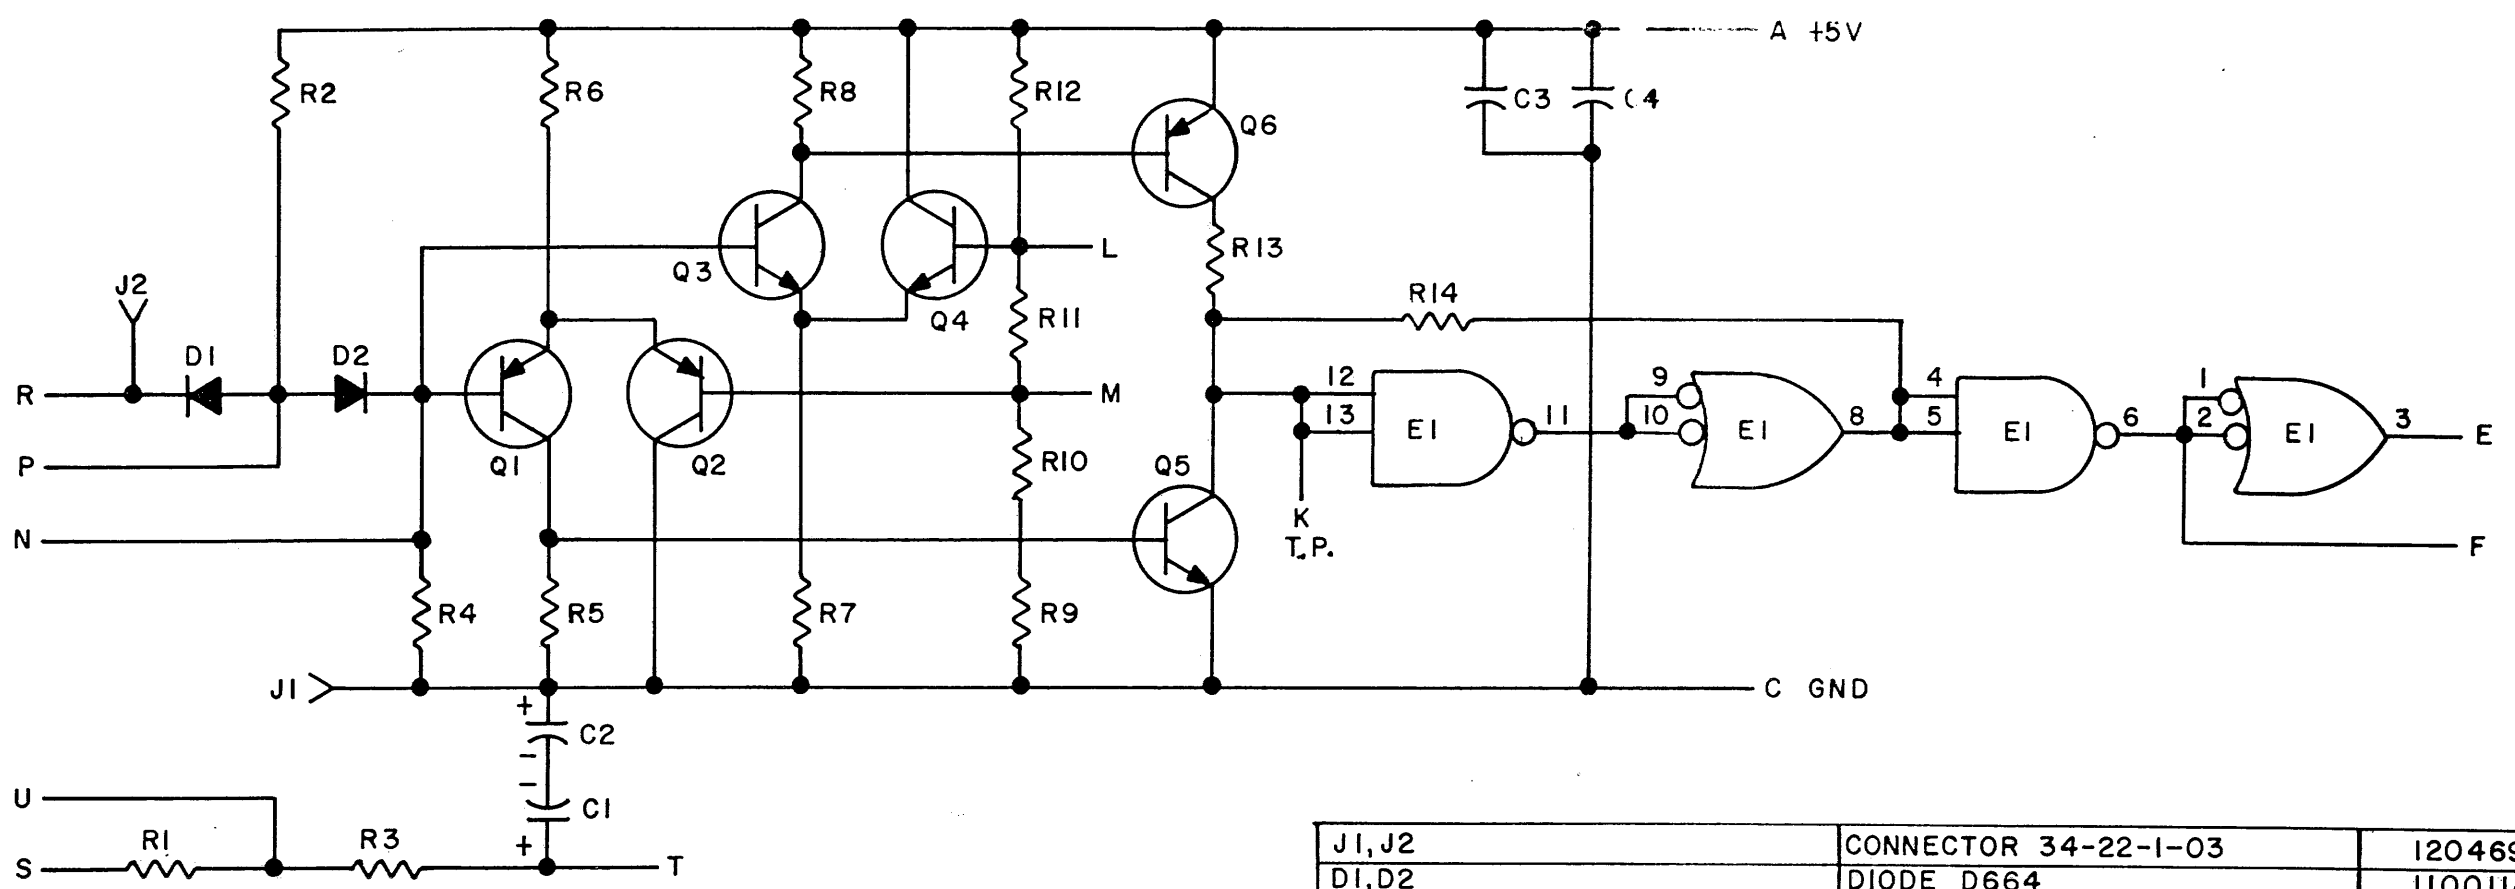 A +5V
R2
R6
R8
R12
Q6
C3
C4
Q3
L
R13
J2
Q4
R11
R14
D1
D2
R
M
12
13
E1
11
9
10
E1
8
4
5
E1
6
1
2
E1
3
E
P
Q1
Q2
R10
Q5
K
T.P.
N
F
R4
R5
R7
R9
J1
C GND
+
C2
-
-
C1
+
U
R1
R3
S
T
J1, J2 CONNECTOR 34-22-1-03
D1, D2 DIODE D664